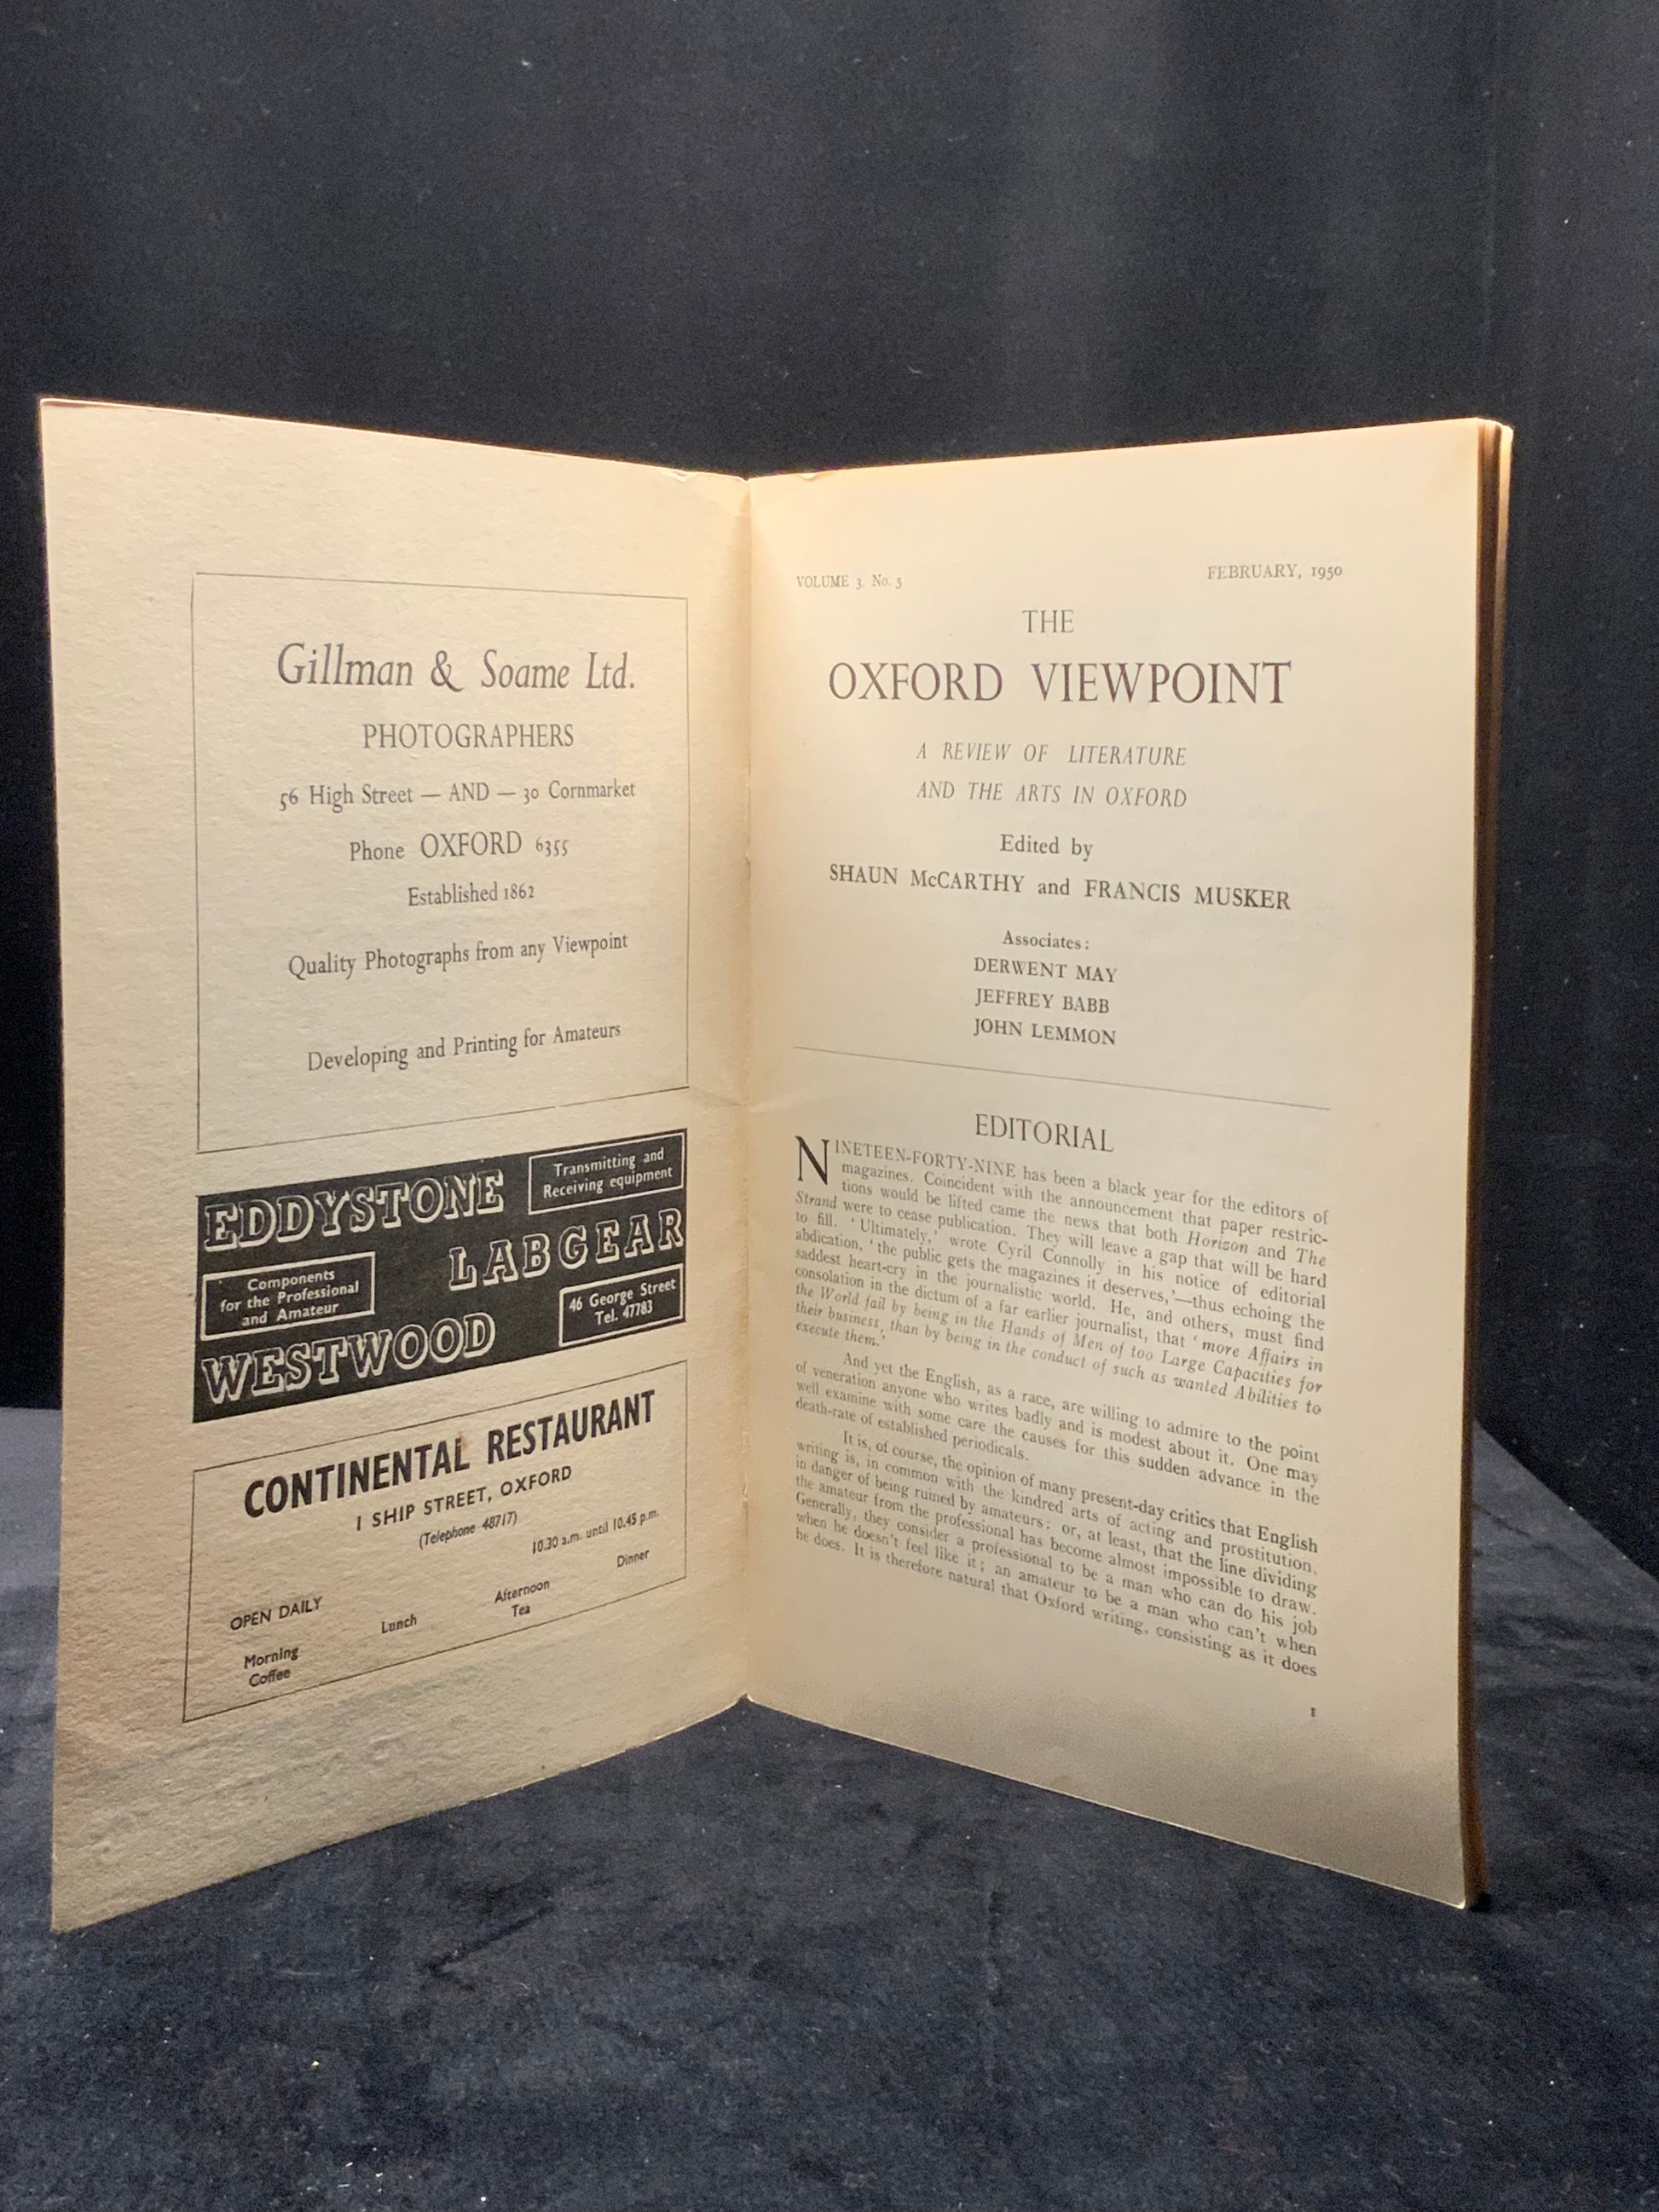 Gillman & Soame Ltd.
PHOTOGRAPHERS
56 High Street — AND — 30 Cornmarket
Phone OXFORD 6355
Established 1862
Quality Photographs from any Viewpoint
Developing and Printing for Amateurs
EDDYSTONE
Transmitting and
Receiving equipment
LABGEAR
Components
for the Professional
and Amateur
46 George Street
Tel. 47783
WESTWOOD
CONTINENTAL RESTAURANT
1 SHIP STREET, OXFORD
(Telephone 48717)
OPEN DAILY
10.30 a.m. until 10.45 p.m.
Morning
Coffee
Lunch
Afternoon
Tea
Dinner
VOLUME 3. No. 5
FEBRUARY, 1950
THE
OXFORD VIEWPOINT
A REVIEW OF LITERATURE
AND THE ARTS IN OXFORD
Edited by
SHAUN McCARTHY and FRANCIS MUSKER
Associates:
DERWENT MAY
JEFFREY BABB
JOHN LEMMON
EDITORIAL
NINETEEN-FORTY-NINE has been a black year for the editors of
magazines. Coincident with the announcement that paper restric-
tions would be lifted came the news that both Horizon and The
Strand were to cease publication. They will leave a gap that will be hard
to fill. 'Ultimately,' wrote Cyril Connolly in his notice of editorial
abdication, 'the public gets the magazines it deserves,'—thus echoing the
saddest heart-cry in the journalistic world. He, and others, must find
consolation in the dictum of a far earlier journalist, that 'more Affairs in
the World fail by being in the Hands of Men of too Large Capacities for
their business, than by being in the conduct of such as wanted Abilities to
execute them.'
And yet the English, as a race, are willing to admire to the point
of veneration anyone who writes badly and is modest about it. One may
well examine with some care the causes for this sudden advance in the
death-rate of established periodicals.
It is, of course, the opinion of many present-day critics that English
writing is, in common with the kindred arts of acting and prostitution,
in danger of being ruined by amateurs: or, at least, that the line dividing
the amateur from the professional has become almost impossible to draw.
Generally, they consider a professional to be a man who can do his job
when he doesn't feel like it; an amateur to be a man who can't when
he does. It is therefore natural that Oxford writing, consisting as it does
1